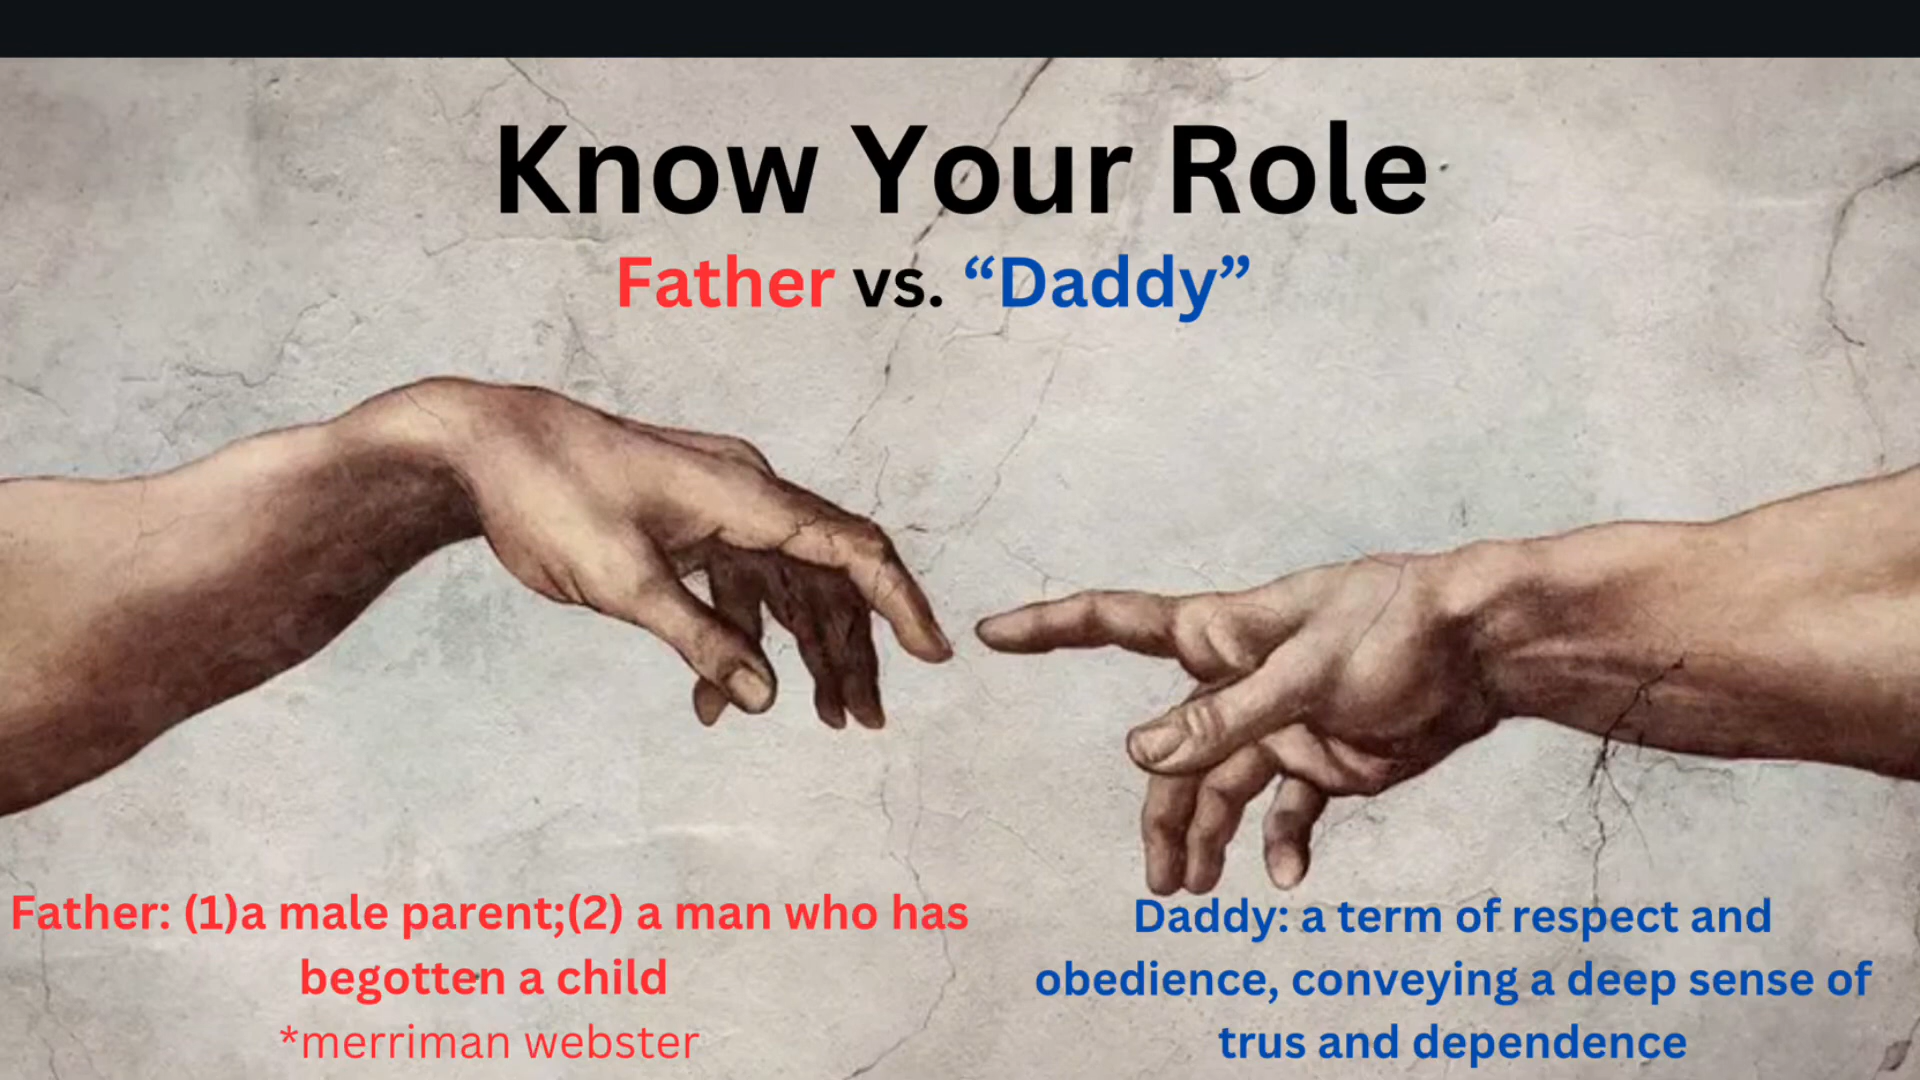 Know Your Role
Father vs. “Daddy”
Father: (1)a male parent;(2) a man who has
begotten a child
*merriman webster
Daddy: a term of respect and
obedience, conveying a deep sense of
trus and dependence